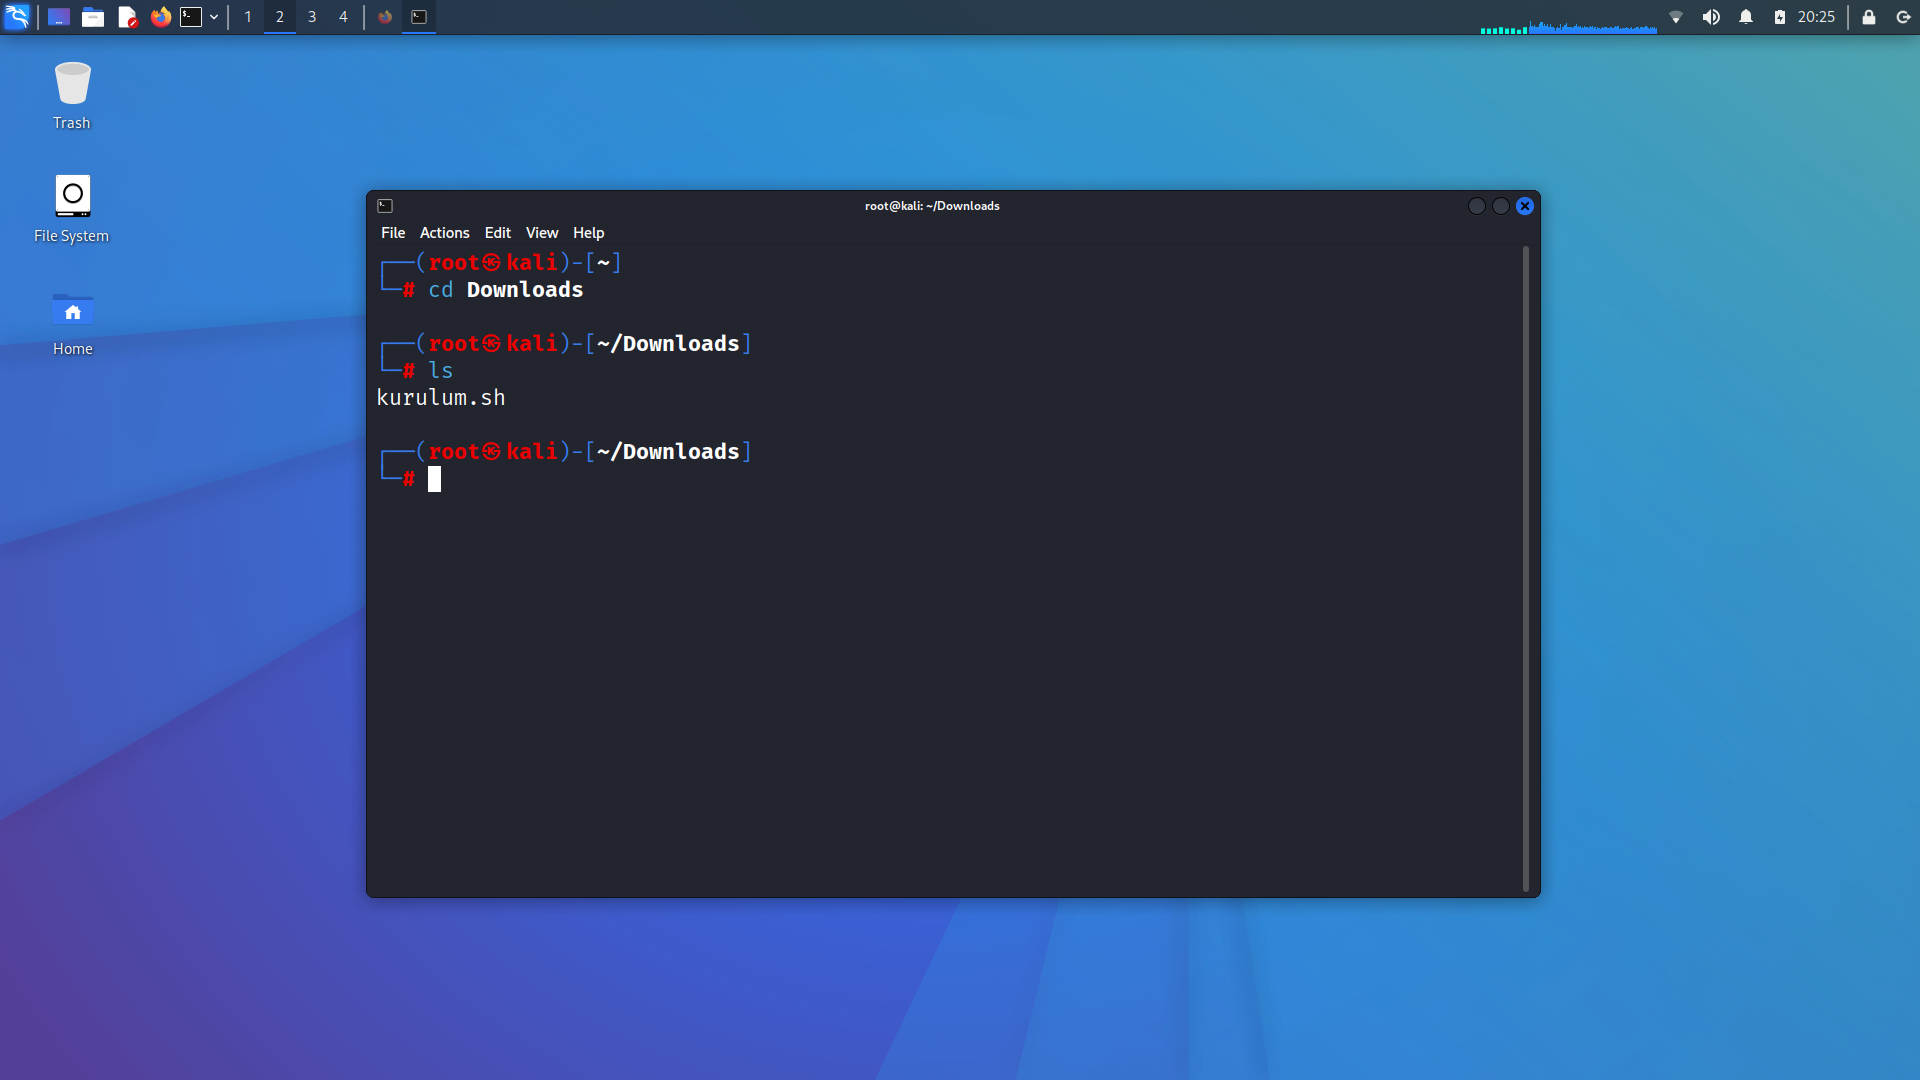 1 2 3 4 20:25
Trash
File System
Home
root@kali: ~/Downloads
File Actions Edit View Help
┌──(root㉿kali)-[~]
└─# cd Downloads
┌──(root㉿kali)-[~/Downloads]
└─# ls
kurulum.sh
┌──(root㉿kali)-[~/Downloads]
└─#